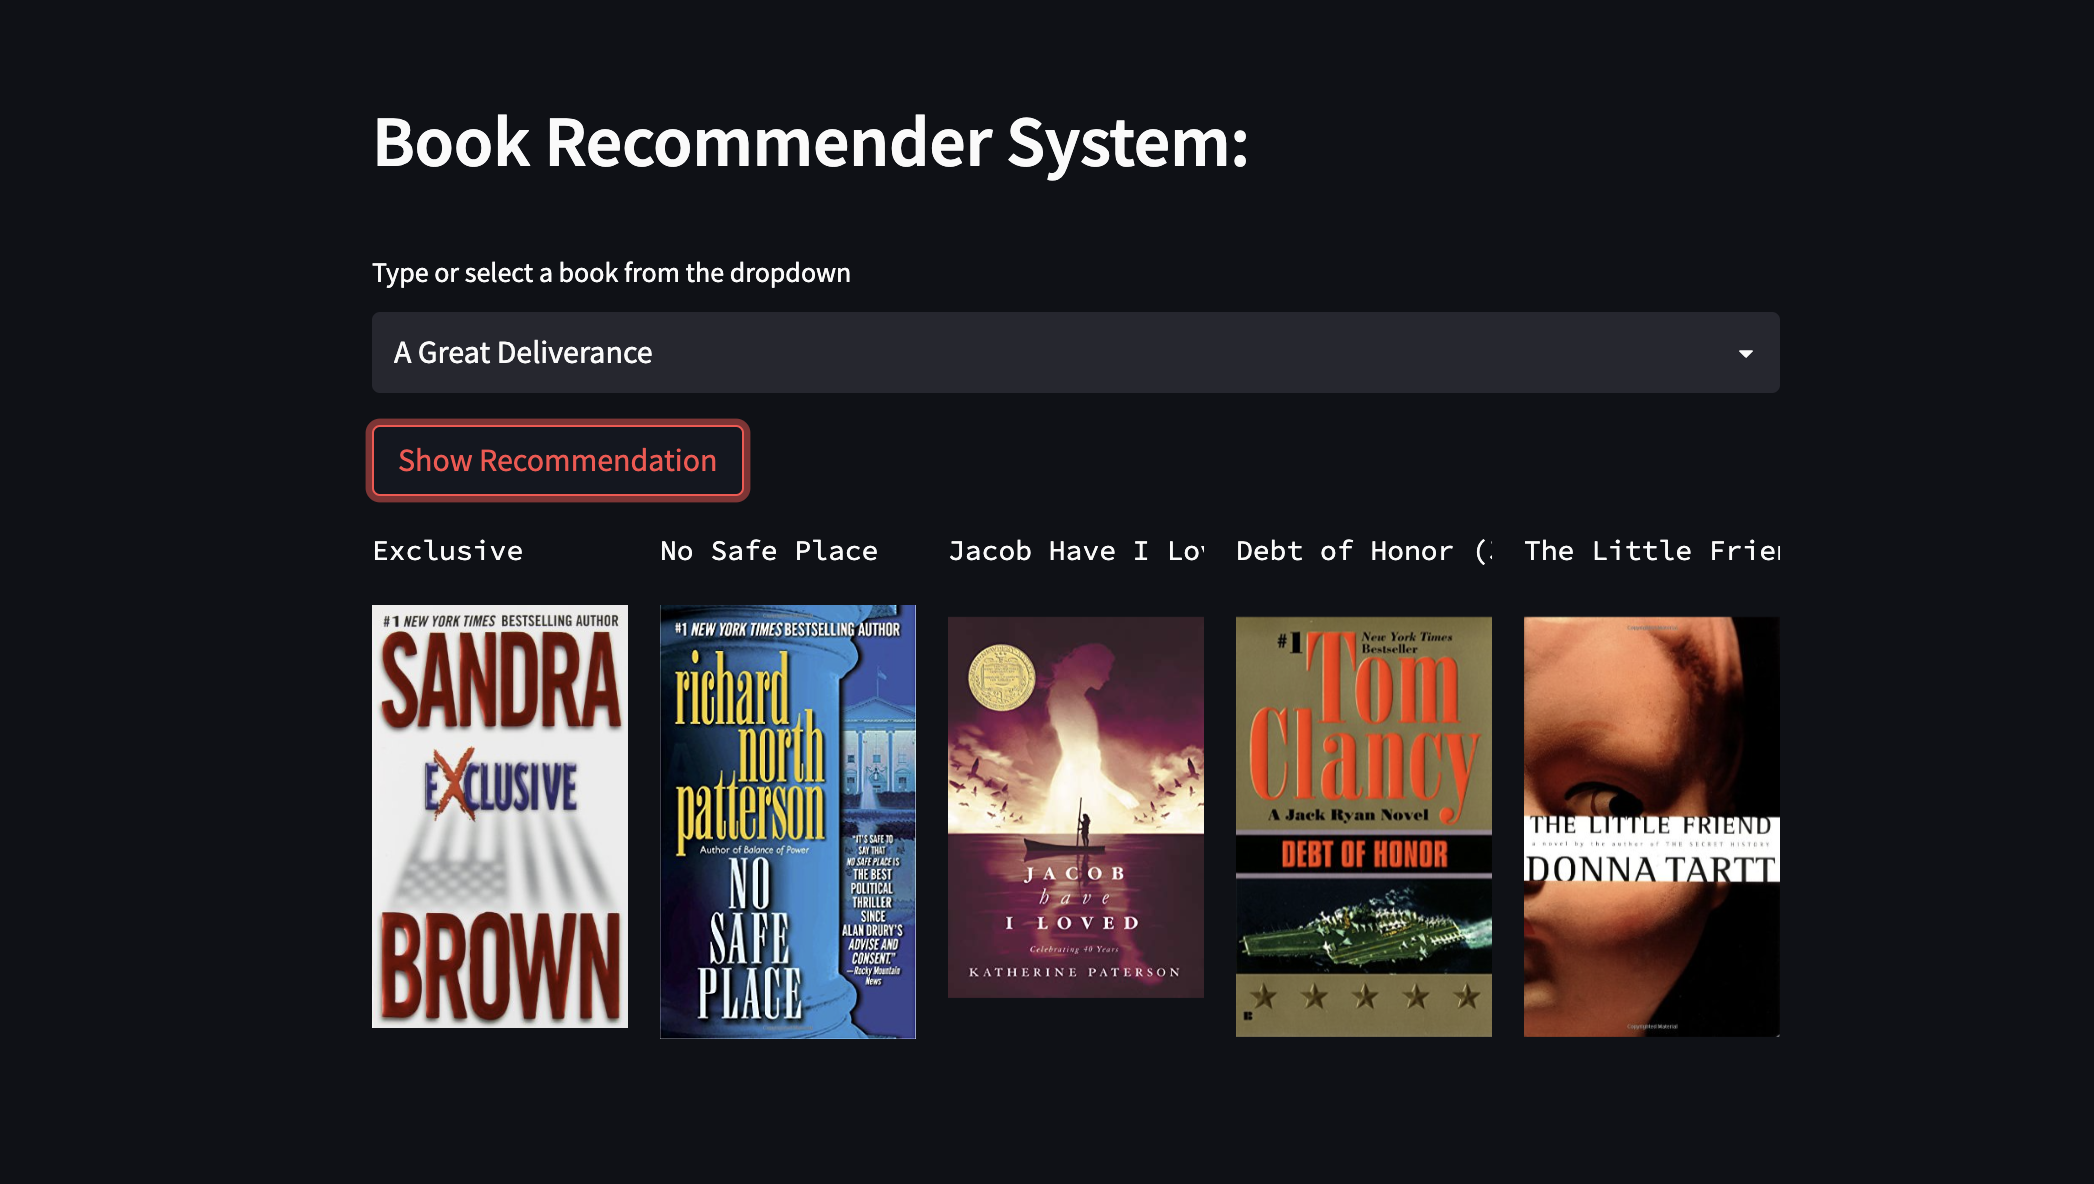 Book Recommender System:
Type or select a book from the dropdown
A Great Deliverance
Show Recommendation
Exclusive
No Safe Place
Jacob Have I Lo
Debt of Honor (
The Little Frie
#1 NEW YORK TIMES BESTSELLING AUTHOR
SANDRA
EXCLUSIVE
BROWN
#1 NEW YORK TIMES BESTSELLING AUTHOR
richard
north
patterson
Author of Balance of Power
NO
SAFE
PLACE
"IT'S SAFE TO
SAY THAT
NO SAFE PLACE IS
THE BEST
POLITICAL
THRILLER
SINCE
ALAN DRURY'S
ADVISE AND
CONSENT."
—Rocky Mountain
News
JACOB
have
I LOVED
Celebrating 40 Years
KATHERINE PATERSON
#1
New York Times
Bestseller
Tom
Clancy
A Jack Ryan Novel
DEBT OF HONOR
B
Copyrighted Material
THE LITTLE FRIEND
a novel by the author of THE SECRET HISTORY
DONNA TARTT
Copyrighted Material